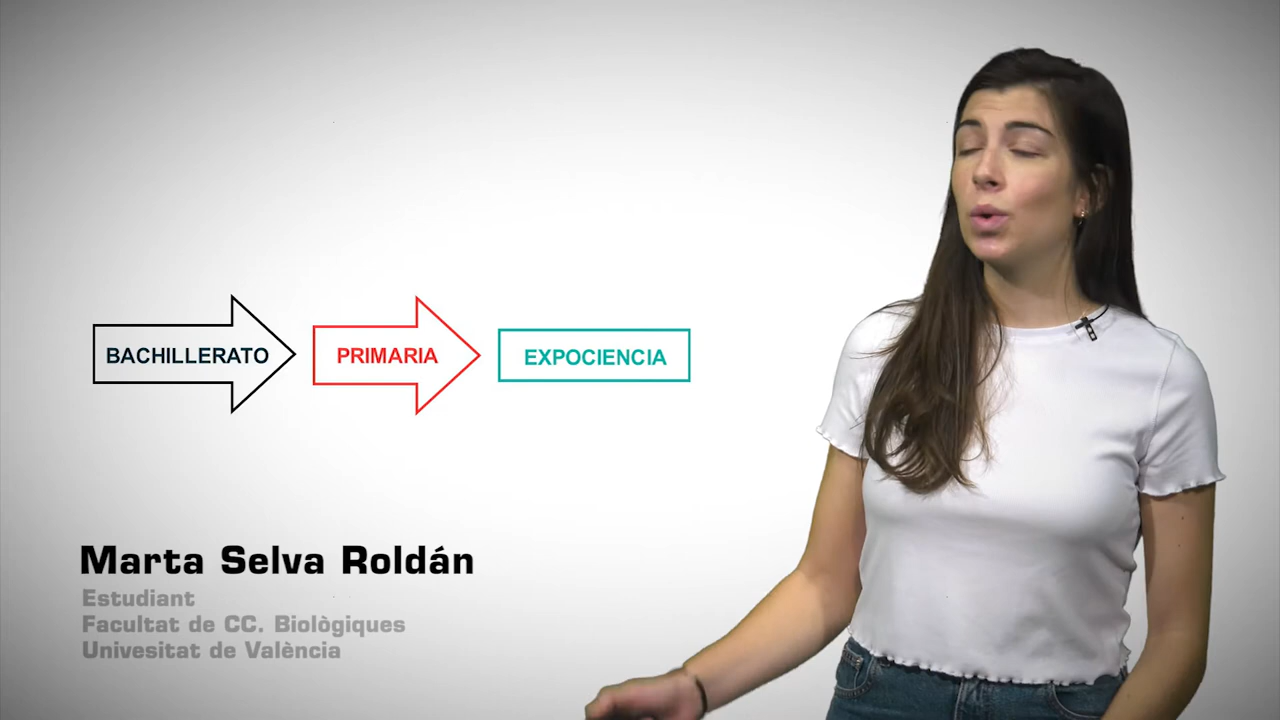 BACHILLERATO PRIMARIA EXPOCIENCIA
Marta Selva Roldán
Estudiant
Facultat de CC. Biològiques
Univesitat de València